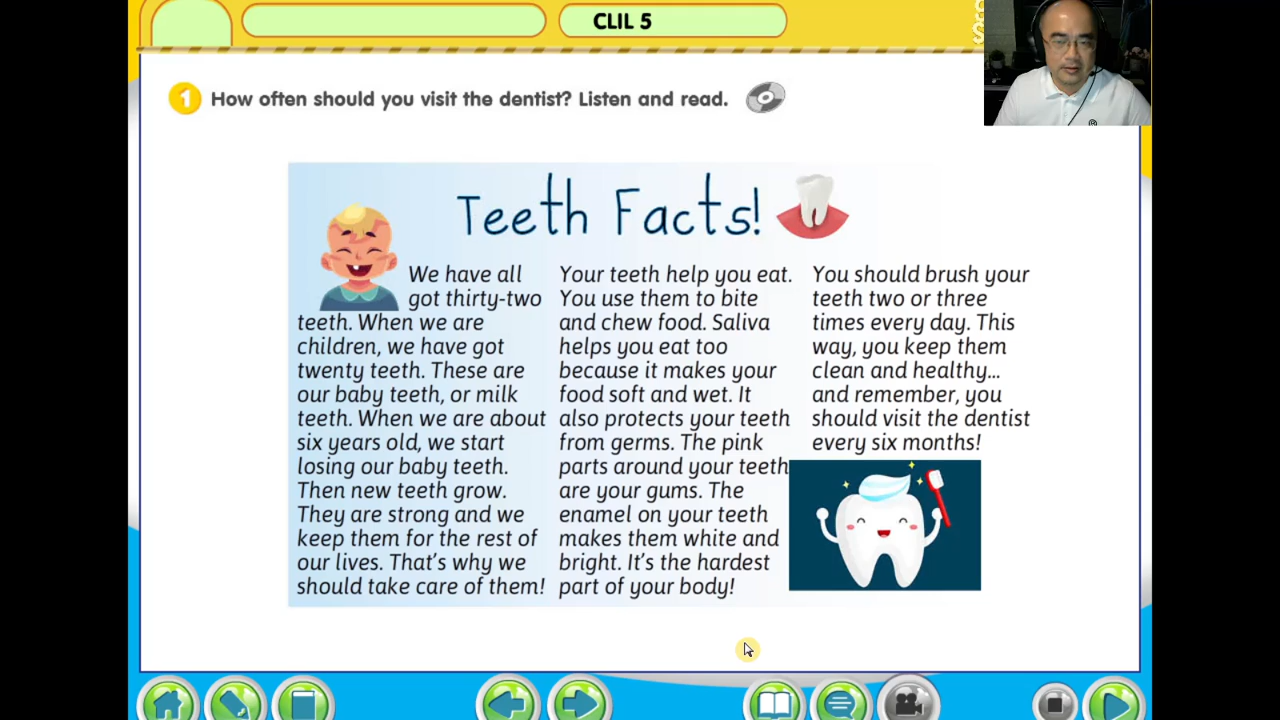 CLIL 5
1 How often should you visit the dentist? Listen and read.
Teeth Facts!
We have all
got thirty-two
teeth. When we are
children, we have got
twenty teeth. These are
our baby teeth, or milk
teeth. When we are about
six years old, we start
losing our baby teeth.
Then new teeth grow.
They are strong and we
keep them for the rest of
our lives. That's why we
should take care of them!
Your teeth help you eat.
You use them to bite
and chew food. Saliva
helps you eat too
because it makes your
food soft and wet. It
also protects your teeth
from germs. The pink
parts around your teeth
are your gums. The
enamel on your teeth
makes them white and
bright. It's the hardest
part of your body!
You should brush your
teeth two or three
times every day. This
way, you keep them
clean and healthy...
and remember, you
should visit the dentist
every six months!